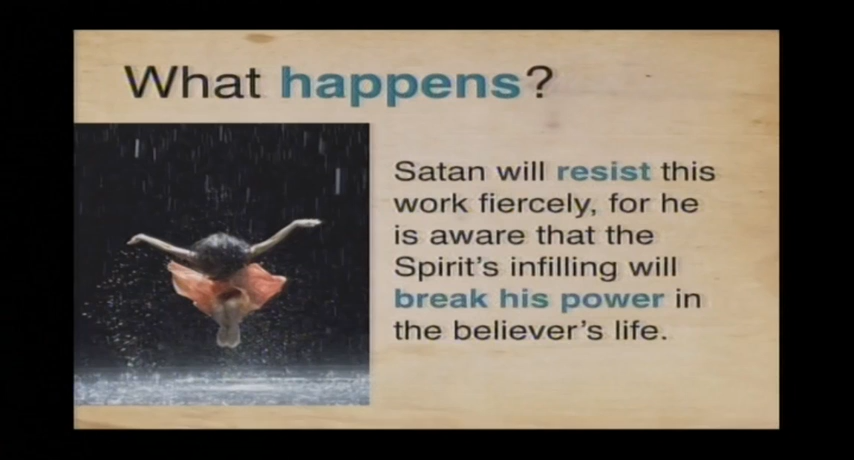 What happens?
Satan will resist this
work fiercely, for he
is aware that the
Spirit's infilling will
break his power in
the believer's life.